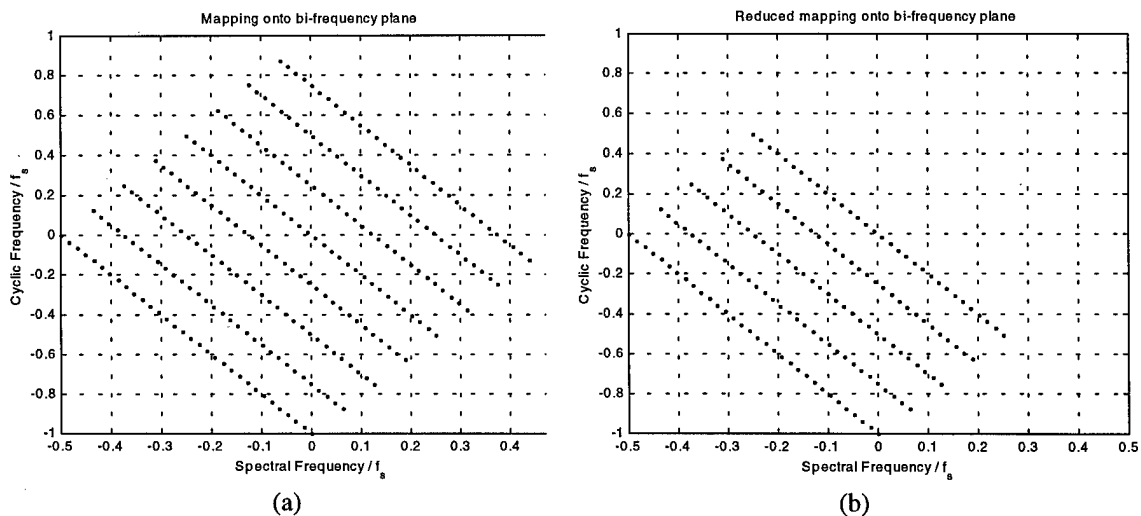 Mapping onto bi-frequency plane
1
0.8
0.6
0.4
0.2
0
-0.2
-0.4
-0.6
-0.8
-1
Cyclic Frequency / fs
-0.5 -0.4 -0.3 -0.2 -0.1 0 0.1 0.2 0.3 0.4
Spectral Frequency / fs
(a)
Reduced mapping onto bi-frequency plane
1
0.8
0.6
0.4
0.2
0
-0.2
-0.4
-0.6
-0.8
-1
Cyclic Frequency / fs
-0.5 -0.4 -0.3 -0.2 -0.1 0 0.1 0.2 0.3 0.4 0.5
Spectral Frequency / fs
(b)